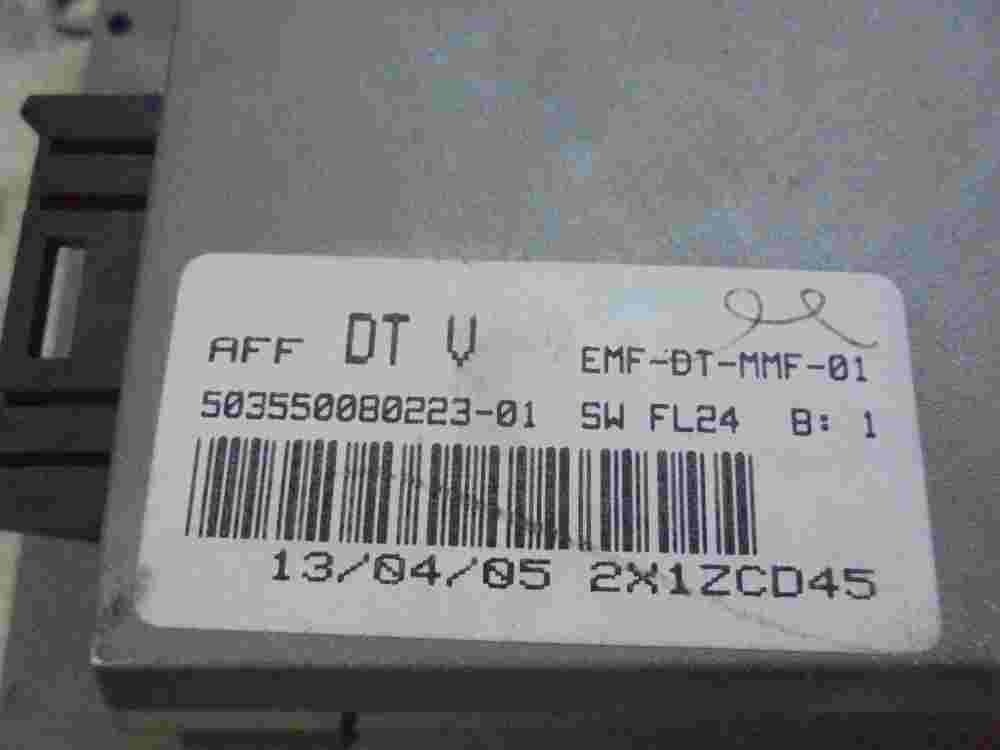 AFF DT V EMF-DT-MMF-01
503550080223-01 SW FL24 B: 1
13/04/05 2X1ZCD45